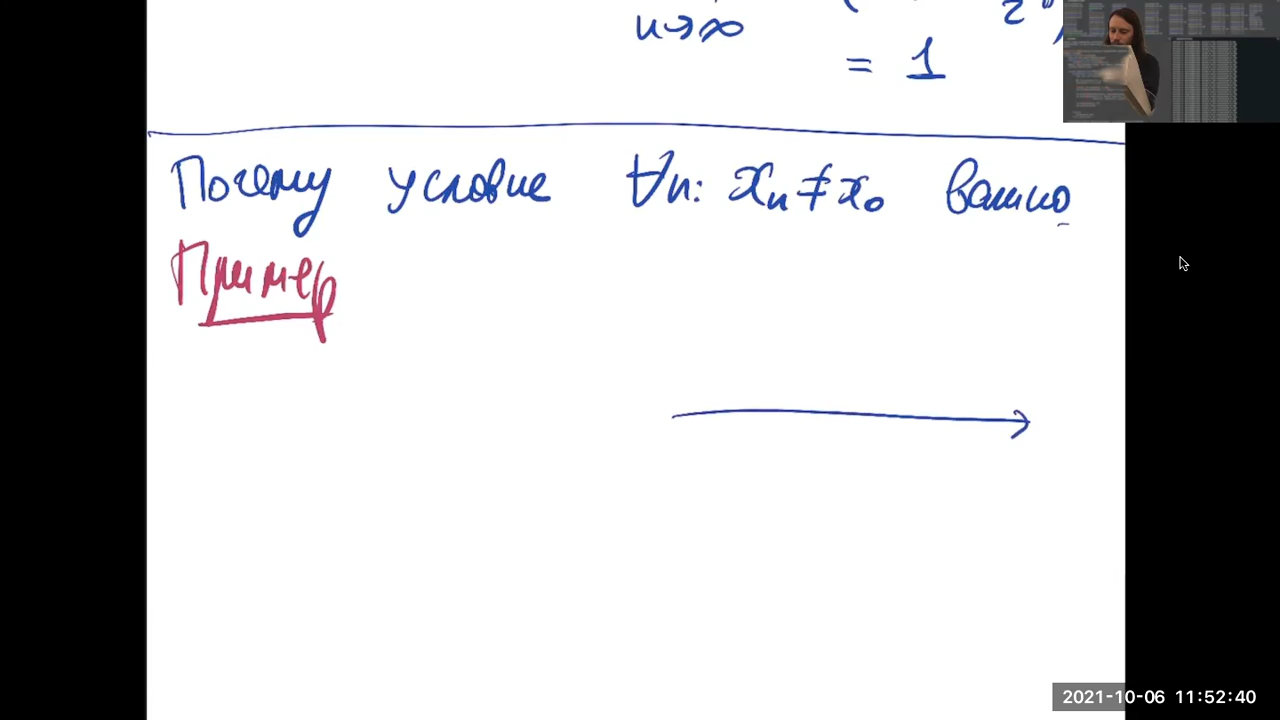 n→∞
= 1
Почему условие ∀n: xₙ ≠ x₀ важно
Пример
2021-10-06 11:52:40